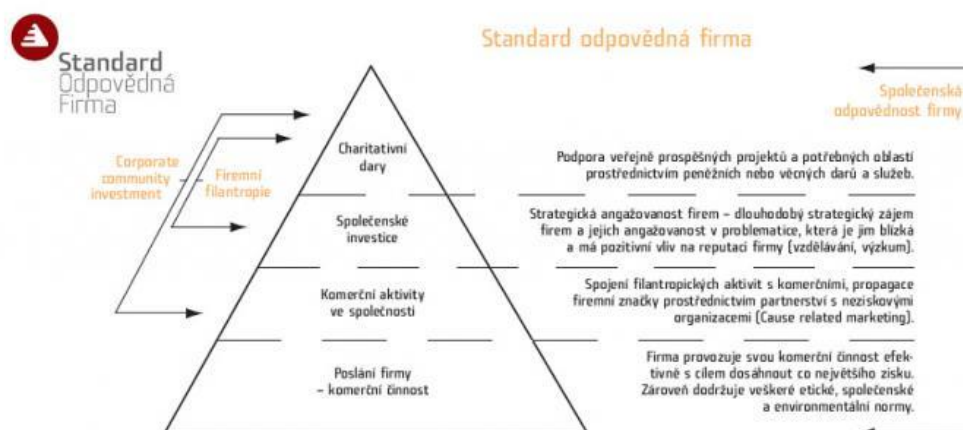 Standard
Odpovědná
Firma
Standard odpovědná firma
Společenská
odpovědnost firmy
Corporate
community
investment
Firemní
filantropie
Charitativní
dary
Podpora veřejně prospěšných projektů a potřebných oblastí
prostřednictvím peněžních nebo věcných darů a služeb.
Společenské
investice
Strategická angažovanost firem – dlouhodobý strategický zájem
firem a jejich angažovanost v problematice, která je jim blízká
a má pozitivní vliv na reputaci firmy (vzdělávání, výzkum).
Komerční aktivity
ve společnosti
Spojení filantropických aktivit s komerčními, propagace
firemní značky prostřednictvím partnerství s neziskovými
organizacemi (Cause related marketing).
Poslání firmy
– komerční činnost
Firma provozuje svou komerční činnost efek-
tivně s cílem dosáhnout co největšího zisku.
Zároveň dodržuje veškeré etické, společenské
a environmentální normy.